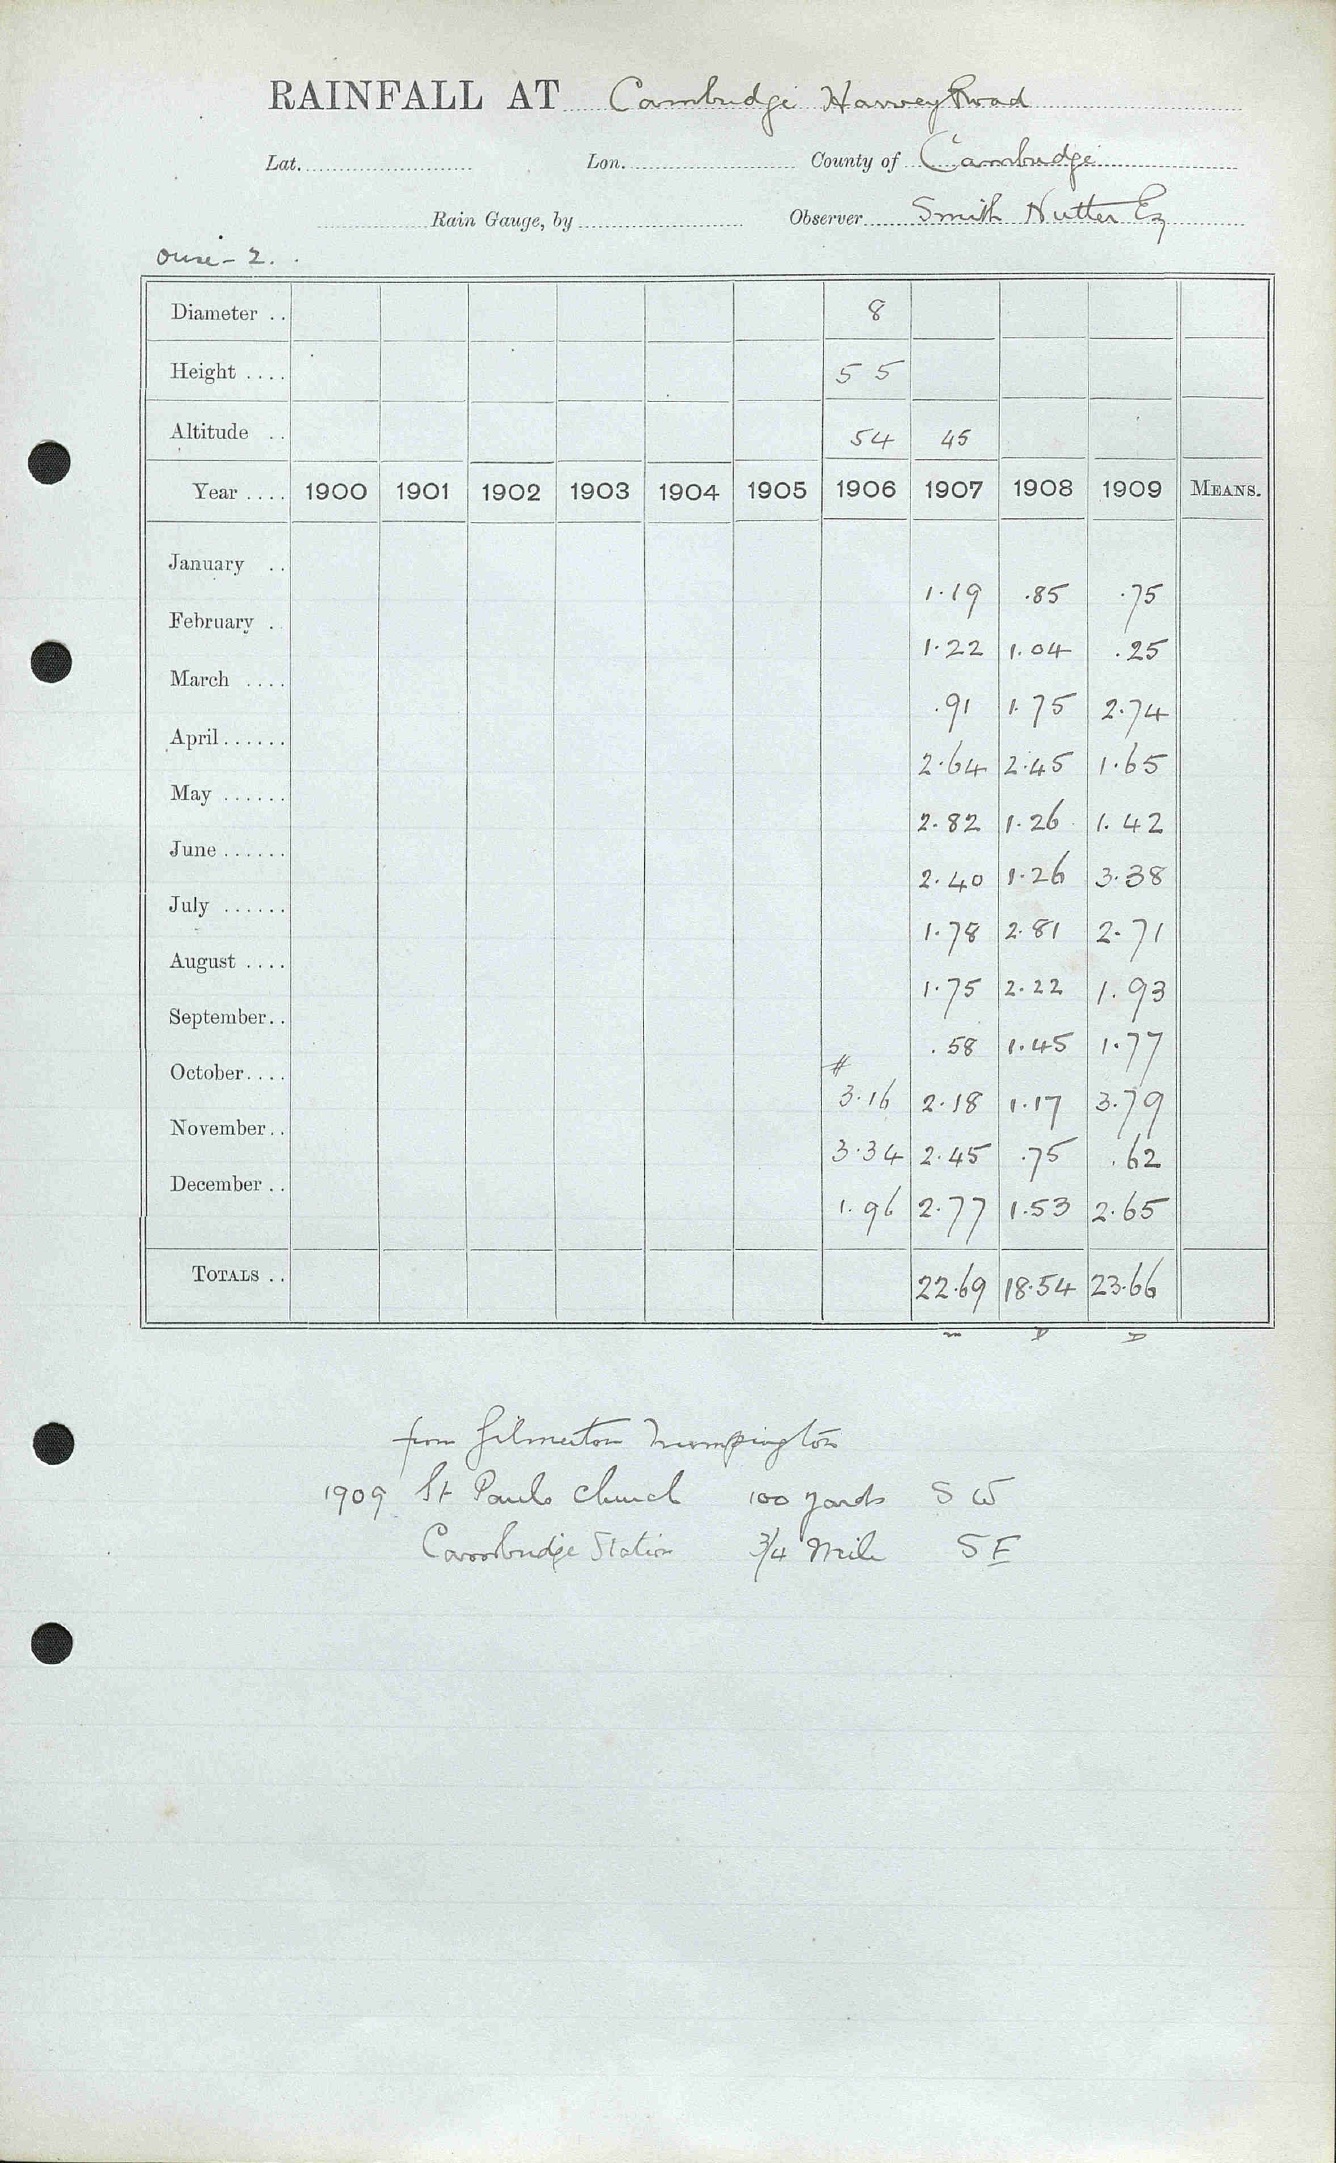 RAINFALL AT Cambridge Harvey Road
Lat. Lon. County of Cambridge
Rain Gauge, by Observer Smith Nutter Esq
Ouse - 2.
Diameter .. 8
Height .... 5 5
Altitude .. 54 45
Year .... 1900 1901 1902 1903 1904 1905 1906 1907 1908 1909 MEANS.
January .. 1.19 .85 .75
February . 1.22 1.04 .25
March .... .91 1.75 2.74
April ...... 2.64 2.45 1.65
May ...... 2.82 1.26 1.42
June ...... 2.40 1.26 3.38
July ...... 1.78 2.81 2.71
August .... 1.75 2.22 1.93
September.. .58 1.45 1.77
#
October.... 3.16 2.18 1.17 3.79
November.. 3.34 2.45 .75 .62
December .. 1.96 2.77 1.53 2.65
TOTALS .. 22.69 18.54 23.66
m D D
from Gilmerton Trumpington
1909 St Pauls Church 100 yards S W
Cambridge Station 3/4 Mile S E